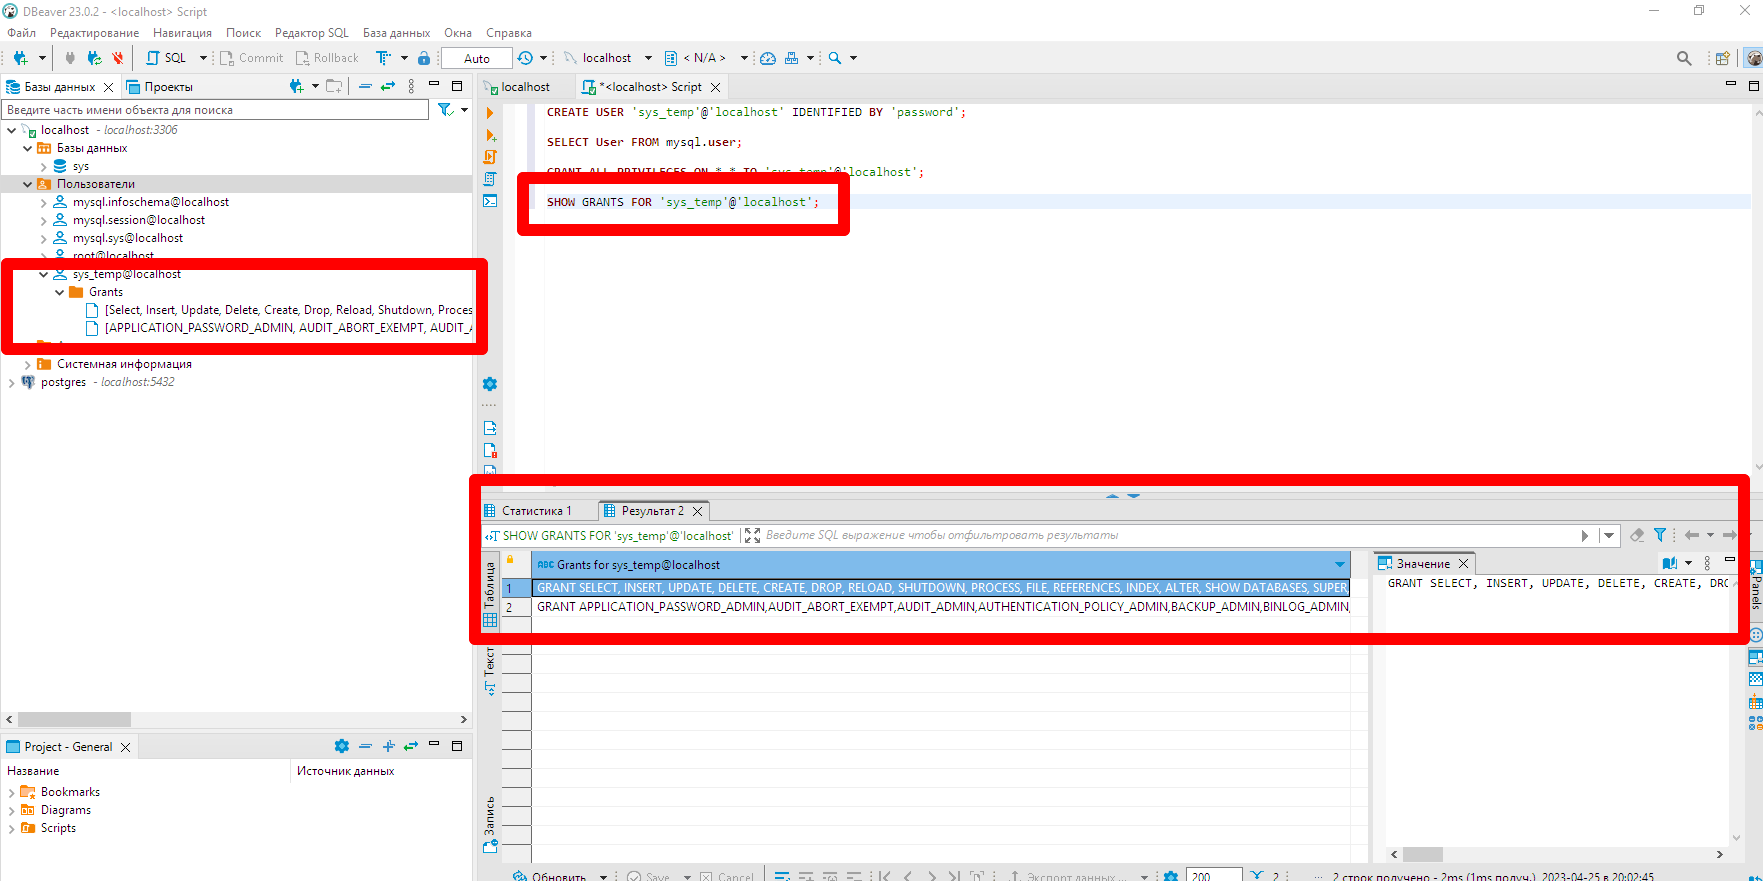 DBeaver 23.0.2 - <localhost> Script
Файл Редактирование Навигация Поиск Редактор SQL База данных Окна Справка
SQL Commit Rollback Auto localhost < N/A >
Базы данных Проекты
Введите часть имени объекта для поиска
localhost - localhost:3306
Базы данных
sys
Пользователи
mysql.infoschema@localhost
mysql.session@localhost
mysql.sys@localhost
root@localhost
sys_temp@localhost
Grants
[Select, Insert, Update, Delete, Create, Drop, Reload, Shutdown, Proces
[APPLICATION_PASSWORD_ADMIN, AUDIT_ABORT_EXEMPT, AUDIT_A
Системная информация
postgres - localhost:5432
Project - General
Название Источник данных
Bookmarks
Diagrams
Scripts
localhost *<localhost> Script
CREATE USER 'sys_temp'@'localhost' IDENTIFIED BY 'password';
SELECT User FROM mysql.user;
GRANT ALL PRIVILEGES ON *.* TO 'sys_temp'@'localhost';
SHOW GRANTS FOR 'sys_temp'@'localhost';
Статистика 1 Результат 2
SHOW GRANTS FOR 'sys_temp'@'localhost' Введите SQL выражение чтобы отфильтровать результаты
Таблица
Текст
Запись
ABC Grants for sys_temp@localhost
1 GRANT SELECT, INSERT, UPDATE, DELETE, CREATE, DROP, RELOAD, SHUTDOWN, PROCESS, FILE, REFERENCES, INDEX, ALTER, SHOW DATABASES, SUPER,
2 GRANT APPLICATION_PASSWORD_ADMIN,AUDIT_ABORT_EXEMPT,AUDIT_ADMIN,AUTHENTICATION_POLICY_ADMIN,BACKUP_ADMIN,BINLOG_ADMIN,
Значение
GRANT SELECT, INSERT, UPDATE, DELETE, CREATE, DRO
Panels
Обновить Save Cancel Экспорт данных ... 200 2 ... 2 строк получено - 2ms (1ms получ.), 2023-04-25 в 20:02:45